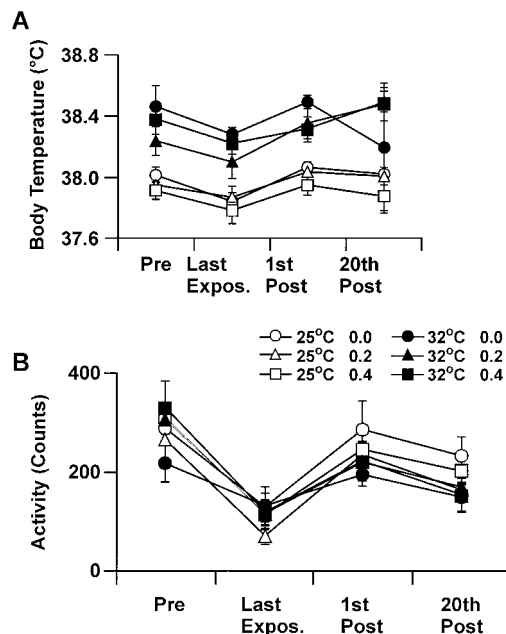 A
Body Temperature (°C)
38.8
38.4
38.0
37.6
Pre Last 1st 20th
Expos. Post Post
25°C 0.0 32°C 0.0
25°C 0.2 32°C 0.2
25°C 0.4 32°C 0.4
B
Activity (Counts)
400
200
0
Pre Last 1st 20th
Expos. Post Post